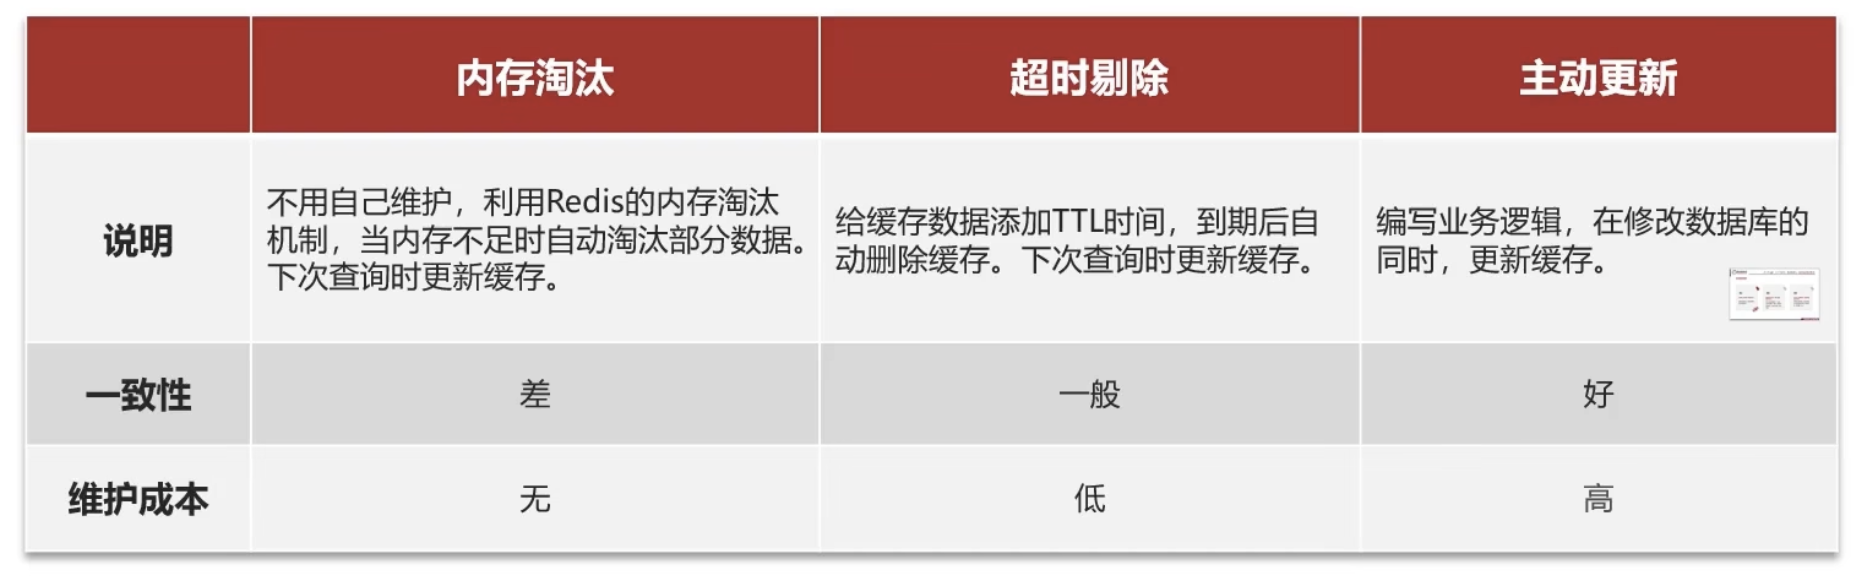 内存淘汰
超时剔除
主动更新
说明
不用自己维护，利用Redis的内存淘汰
机制，当内存不足时自动淘汰部分数据。
下次查询时更新缓存。
给缓存数据添加TTL时间，到期后自
动删除缓存。下次查询时更新缓存。
编写业务逻辑，在修改数据库的
同时，更新缓存。
一致性
差
一般
好
维护成本
无
低
高